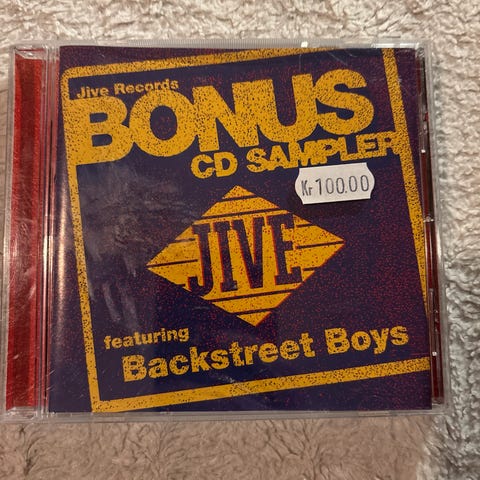 Jive Records
BONUS
CD SAMPLER
Kr 100.00
JIVE
featuring
Backstreet Boys